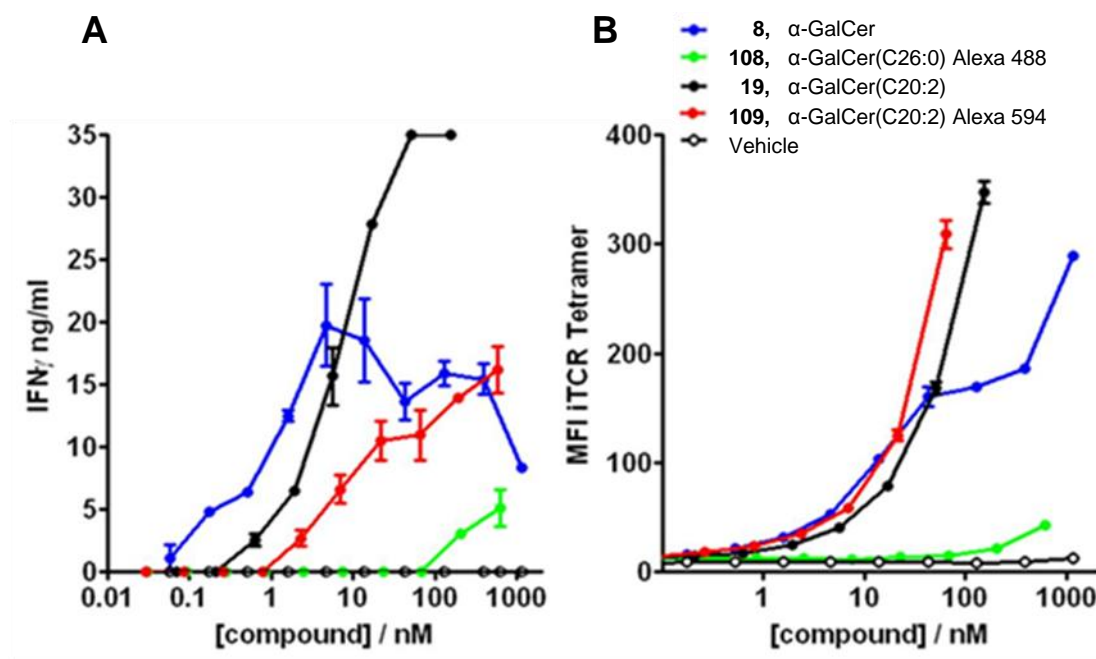 A
B
8, α-GalCer
108, α-GalCer(C26:0) Alexa 488
19, α-GalCer(C20:2)
109, α-GalCer(C20:2) Alexa 594
Vehicle
IFNγ ng/ml
35
30
25
20
15
10
5
0
0.01 0.1 1 10 100 1000
[compound] / nM
MFI iTCR Tetramer
400
300
200
100
0
1 10 100 1000
[compound] / nM